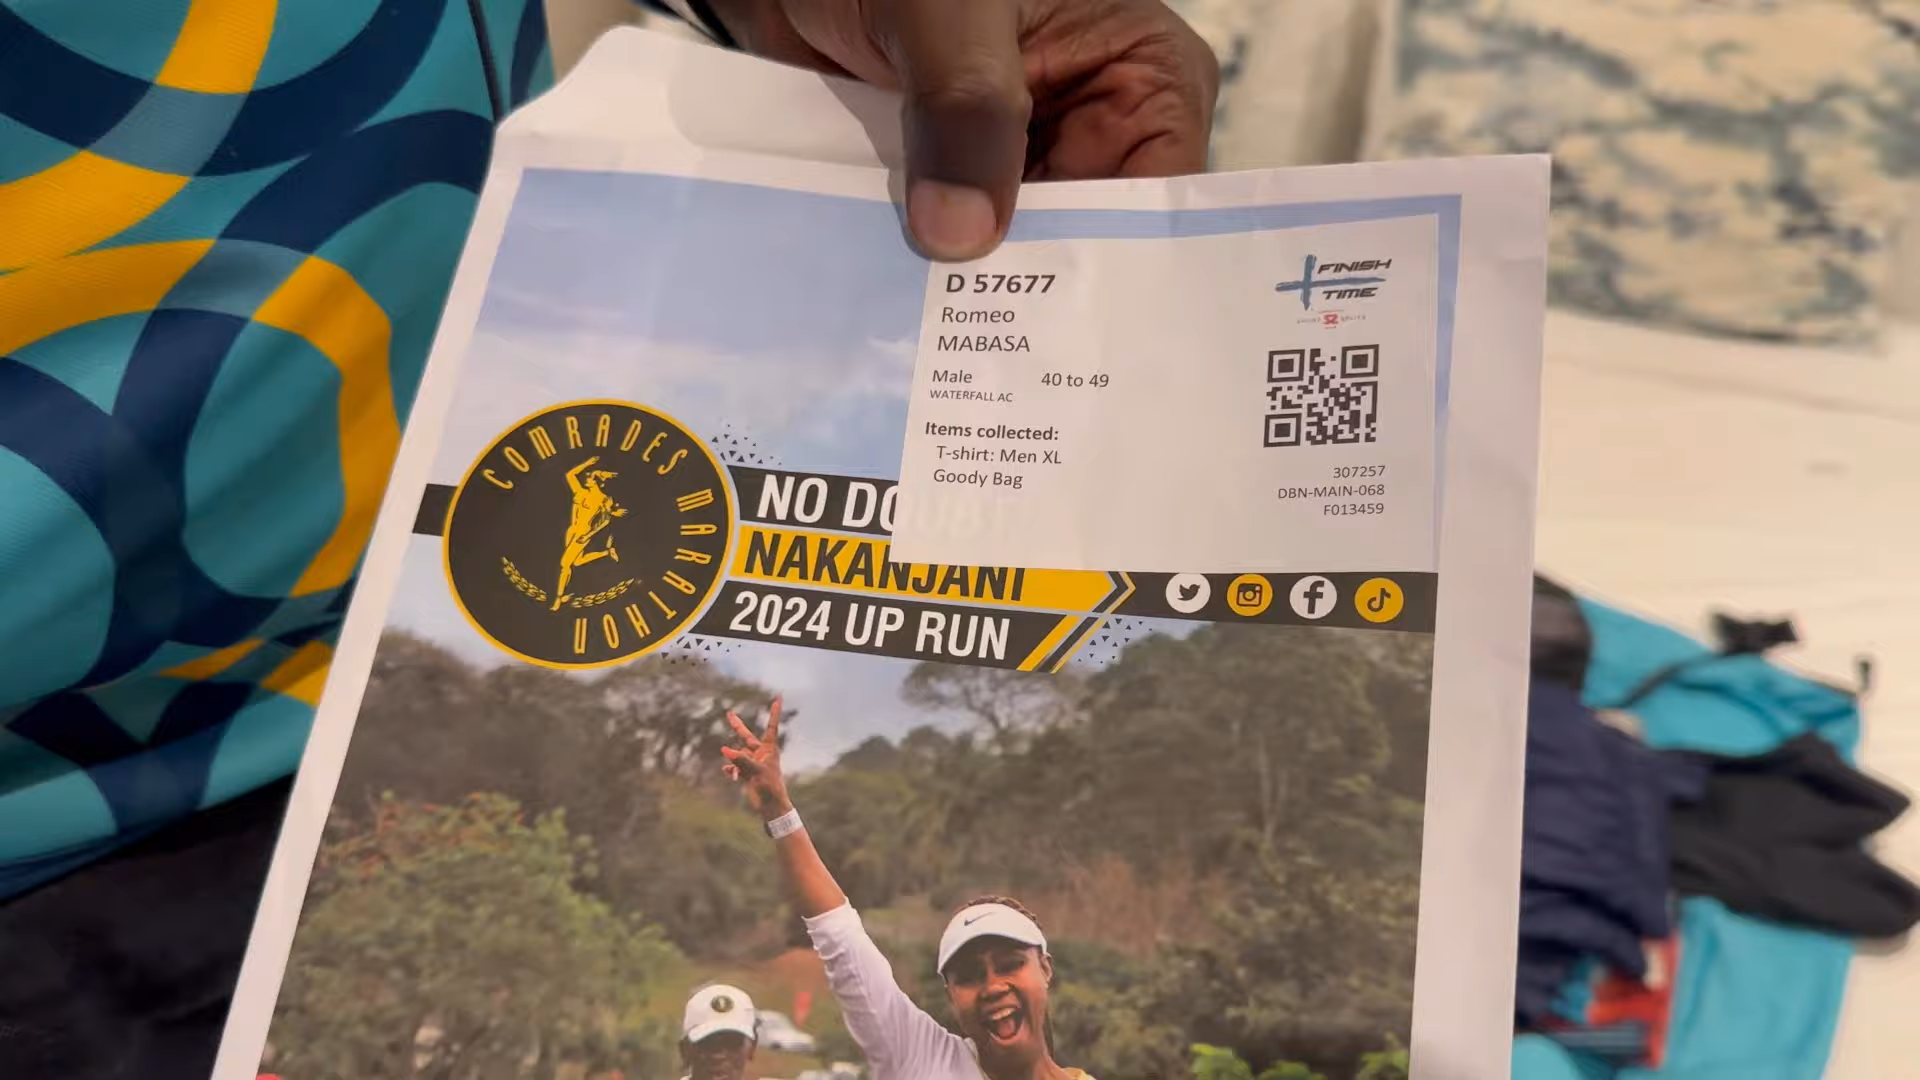 D 57677
Romeo
MABASA
Male 40 to 49
WATERFALL AC
Items collected:
T-shirt: Men XL
Goody Bag
FINISH
TIME
307257
DBN-MAIN-068
F013459
COMRADES MARATHON
NO DOUBT
NAKANJANI
2024 UP RUN